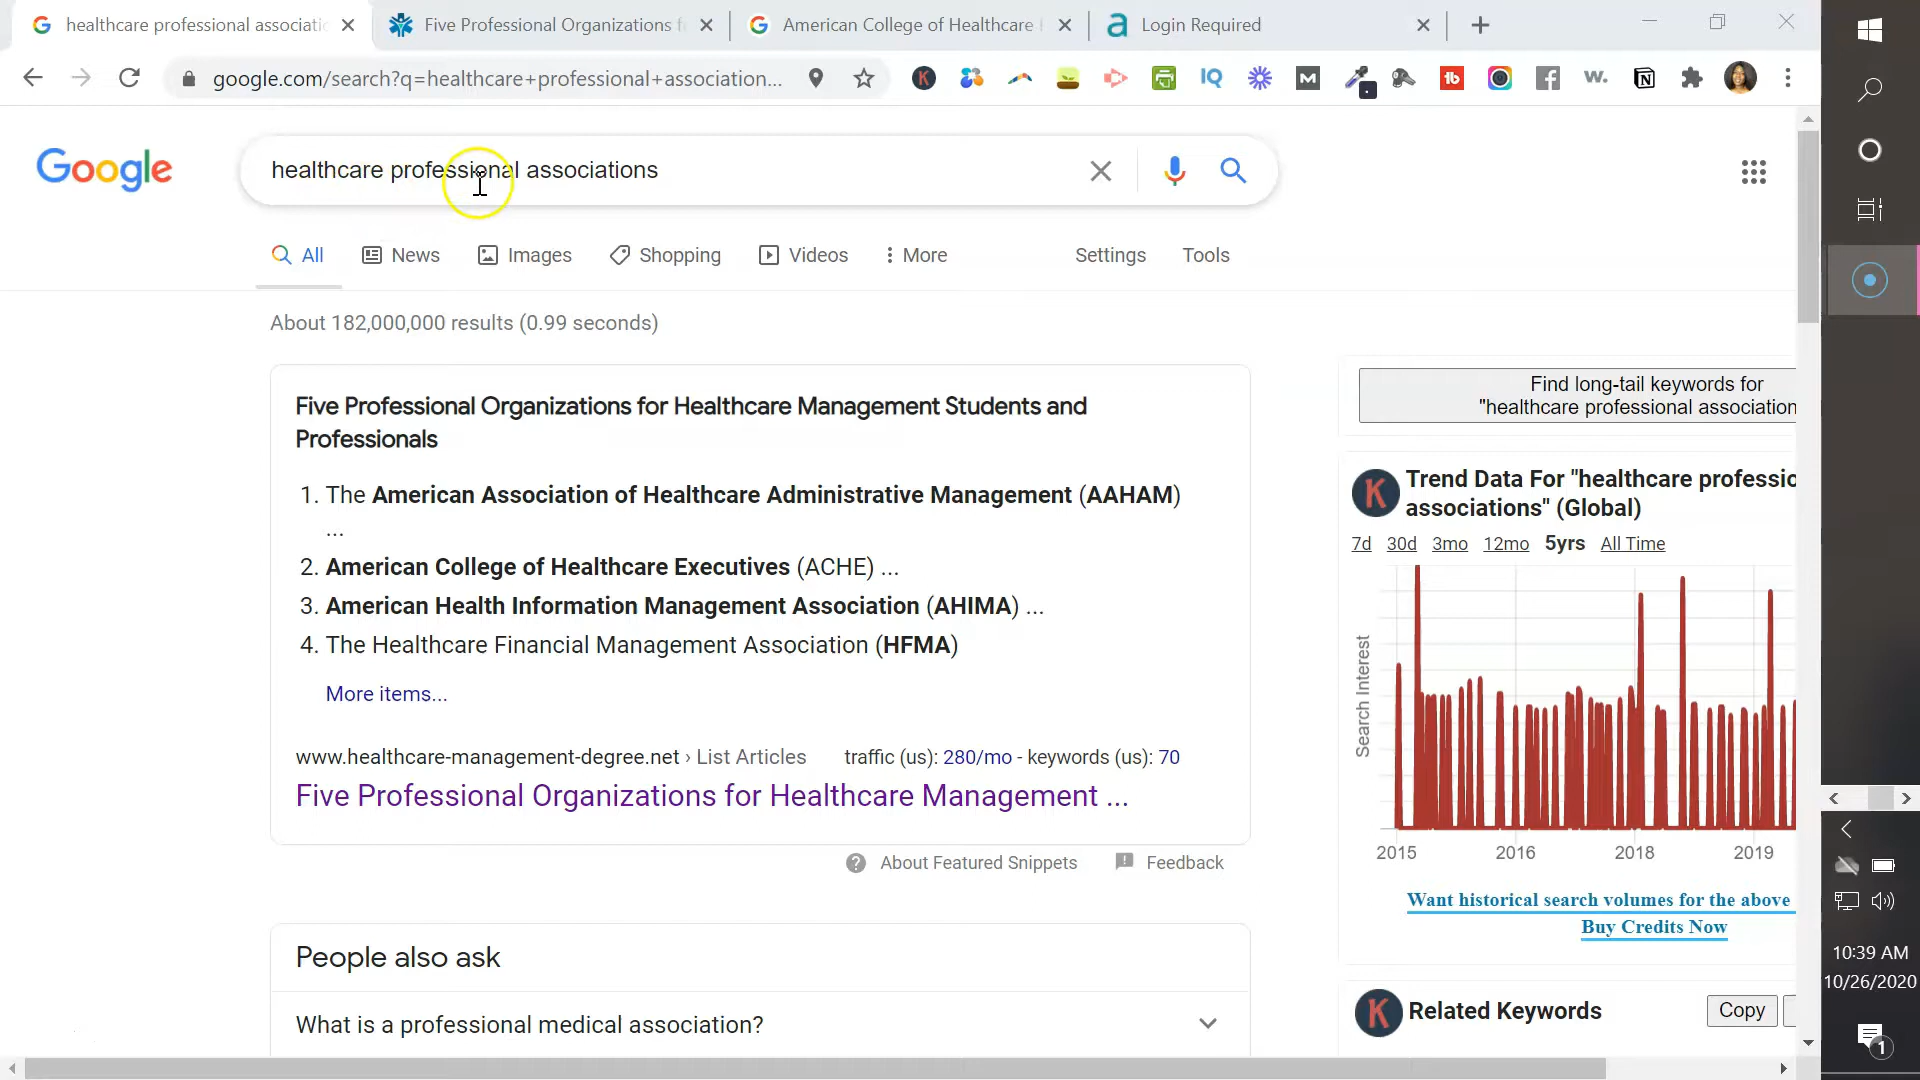 healthcare professional associatic
Five Professional Organizations f
American College of Healthcare
Login Required
google.com/search?q=healthcare+professional+association...
Google
healthcare professional associations
All
News
Images
Shopping
Videos
More
Settings
Tools
About 182,000,000 results (0.99 seconds)
Five Professional Organizations for Healthcare Management Students and
Professionals
1. The American Association of Healthcare Administrative Management (AAHAM)
...
2. American College of Healthcare Executives (ACHE) ...
3. American Health Information Management Association (AHIMA) ...
4. The Healthcare Financial Management Association (HFMA)
More items...
www.healthcare-management-degree.net › List Articles
traffic (us): 280/mo - keywords (us): 70
Five Professional Organizations for Healthcare Management ...
About Featured Snippets
Feedback
People also ask
What is a professional medical association?
Find long-tail keywords for
"healthcare professional association
Trend Data For "healthcare professio
associations" (Global)
7d 30d 3mo 12mo 5yrs All Time
Search Interest
2015 2016 2018 2019
Want historical search volumes for the above
Buy Credits Now
Related Keywords
Copy
10:39 AM
10/26/2020
1